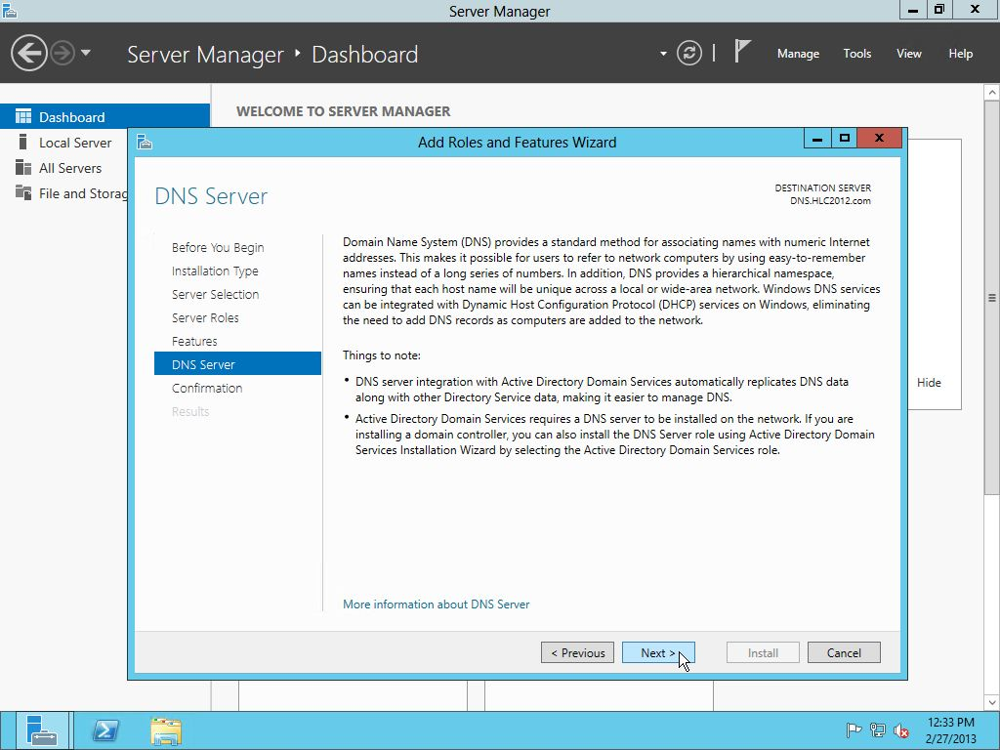 Server Manager
Server Manager ‣ Dashboard
Manage Tools View Help
Dashboard
Local Server
All Servers
File and Storag
WELCOME TO SERVER MANAGER
Add Roles and Features Wizard
DNS Server
DESTINATION SERVER
DNS.HLC2012.com
Before You Begin
Installation Type
Server Selection
Server Roles
Features
DNS Server
Confirmation
Results
Domain Name System (DNS) provides a standard method for associating names with numeric Internet
addresses. This makes it possible for users to refer to network computers by using easy-to-remember
names instead of a long series of numbers. In addition, DNS provides a hierarchical namespace,
ensuring that each host name will be unique across a local or wide-area network. Windows DNS services
can be integrated with Dynamic Host Configuration Protocol (DHCP) services on Windows, eliminating
the need to add DNS records as computers are added to the network.
Things to note:
• DNS server integration with Active Directory Domain Services automatically replicates DNS data
along with other Directory Service data, making it easier to manage DNS.
• Active Directory Domain Services requires a DNS server to be installed on the network. If you are
installing a domain controller, you can also install the DNS Server role using Active Directory Domain
Services Installation Wizard by selecting the Active Directory Domain Services role.
More information about DNS Server
Hide
< Previous Next > Install Cancel
12:33 PM
2/27/2013